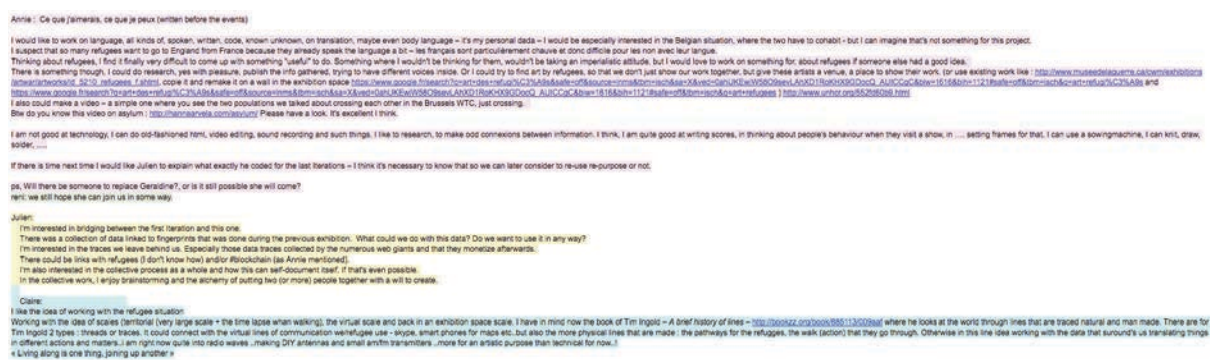 Annie : Ce que j'aimerais, ce que je peux (written before the events)
I would like to work on language, all kinds of, spoken, written, code, known unknown, on translation, maybe even body language – it's my personal dada – I would be especially interested in the Belgian situation, where the two have to cohabit - but I can imagine that's not something for this project.
I suspect that so many refugees want to go to England from France because they already speak the language a bit – les français sont particulièrement chauve et donc difficile pour les non avec leur langue.
Thinking about refugees, I find it finally very difficult to come up with something "useful" to do. Something where I wouldn't be thinking for them, wouldn't be taking an imperialistic attitude, but I would love to work on something for, about refugees if someone else had a good idea.
There is something though, I could do research, yes with pleasure, publish the info gathered, trying to have different voices inside. Or I could try to find art by refugees, so that we don't just show our work together, but give these artists a venue, a place to show their work. (or use existing work like :
cope it and remake it on a wall in the exhibition space
and
I also could make a video – a simple one where you see the two populations we talked about crossing each other in the Brussels WTC, just crossing.
Btw do you know this video on asylum : http://hannaarvela.com/asylum/ Please have a look. It's excellent I think.
I am not good at technology, I can do old-fashioned html, video editing, sound recording and such things. I like to research, to make odd connexions between information. I think, I am quite good at writing scores, in thinking about people's behaviour when they visit a show, in .... setting frames for that. I can use a sowingmachine, I can knit, draw,
solder, ....
If there is time next time I would like Julien to explain what exactly he coded for the last iterations – I think it's necessary to know that so we can later consider to re-use re-purpose or not.
ps, Will there be someone to replace Geraldine?, or is it still possible she will come?
reni: we still hope she can join us in some way.
Julien:
I'm interested in bridging between the first iteration and this one.
There was a collection of data linked to fingerprints that was done during the previous exhibition. What could we do with this data? Do we want to use it in any way?
I'm interested in the traces we leave behind us. Especially those data traces collected by the numerous web giants and that they monetize afterwards.
There could be links with refugees (I don't know how) and/or #blockchain (as Annie mentioned).
I'm also interested in the collective process as a whole and how this can self-document itself, if that's even possible.
In the collective work, I enjoy brainstorming and the alchemy of putting two (or more) people together with a will to create.
Claire:
I like the idea of working with the refugee situation
Working with the idea of scales (territorial (very large scale + the time lapse when walking), the virtual scale and back in an exhibition space scale. I have in mind now the book of Tim Ingold – A brief history of lines – where he looks at the world through lines that are traced natural and man made. There are for
Tim Ingold 2 types : threads or traces. It could connect with the virtual lines of communication we/refugee use - skype, smart phones for maps etc..but also the more physical lines that are made : the pathways for the refugees, the walk (action) that they go through. Otherwise in this line idea working with the data that suround's us translating things
in different actions and matters..i am right now quite into radio waves ..making DIY antennas and small am/fm transmitters ..more for an artistic purpose than technical for now..!
« Living along is one thing, joining up another »